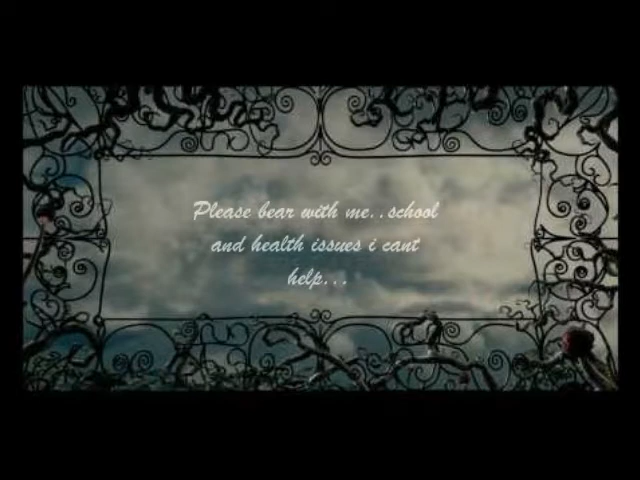 Please bear with me..school
and health issues i cant
help...